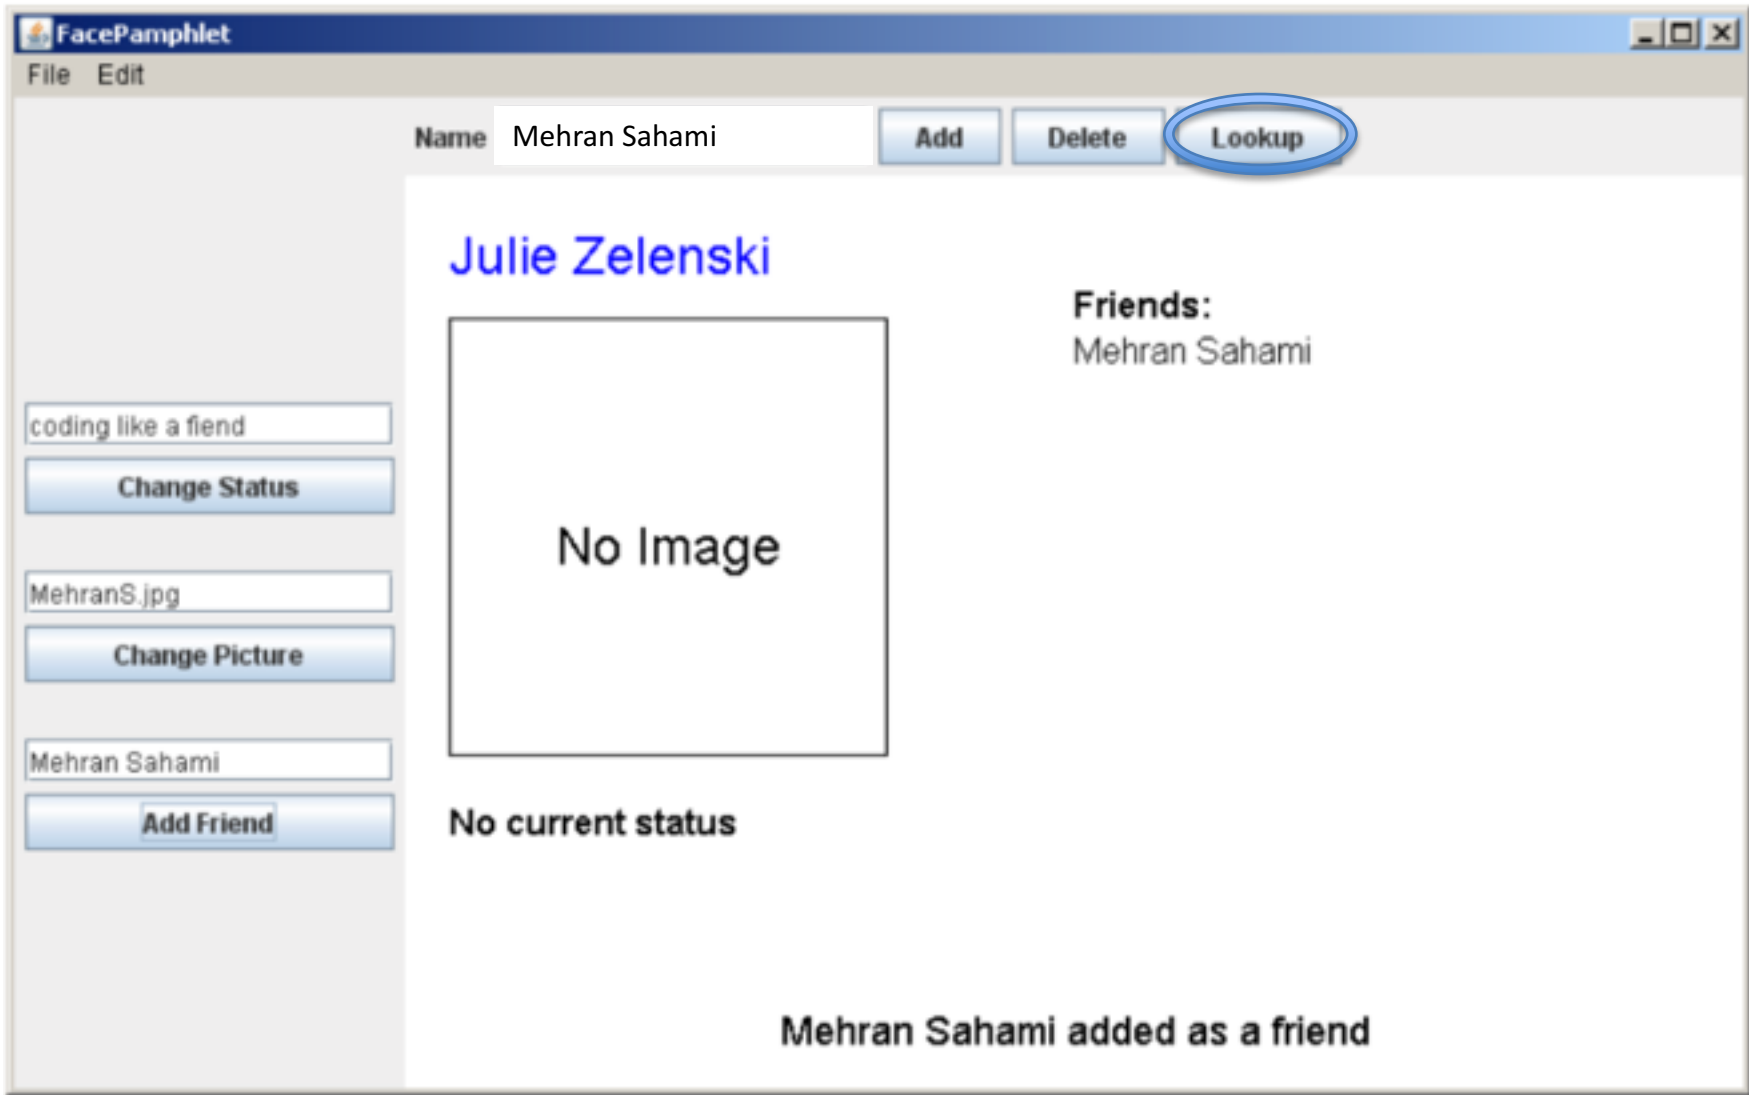 FacePamphlet
File Edit
Name Mehran Sahami Add Delete Lookup
Julie Zelenski
Friends:
Mehran Sahami
coding like a fiend
Change Status
No Image
MehranS.jpg
Change Picture
Mehran Sahami
Add Friend
No current status
Mehran Sahami added as a friend